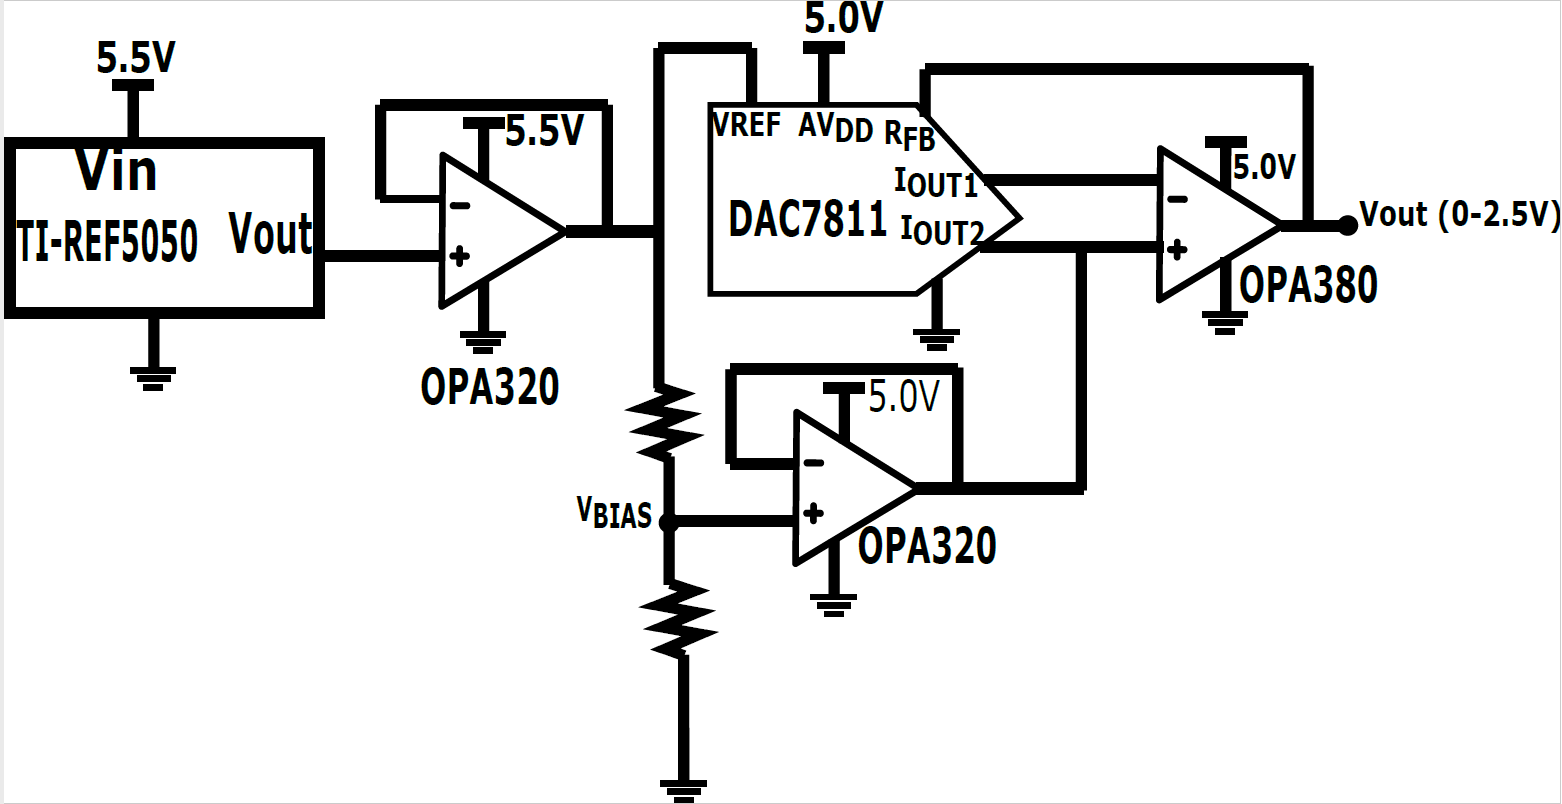 5.5V
Vin
TI-REF5050 Vout
5.5V
−
+
OPA320
5.0V
VREF AVDD RFB
IOUT1
DAC7811 IOUT2
5.0V
−
+
OPA380
Vout (0-2.5V)
5.0V
−
+
VBIAS
OPA320